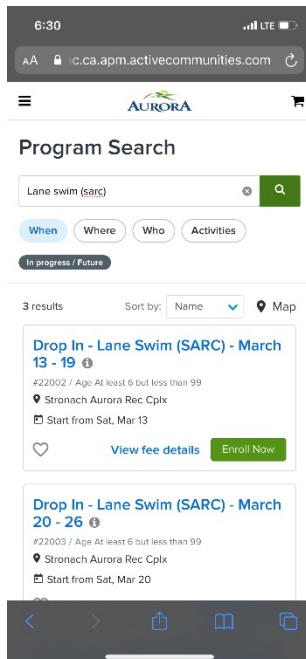 6:30
LTE
AA
c.ca.apm.activecommunities.com
AURORA
Program Search
Lane swim (sarc)
When Where Who Activities
In progress / Future
3 results Sort by: Name Map
Drop In - Lane Swim (SARC) - March
13 - 19
#22002 / Age At least 6 but less than 99
Stronach Aurora Rec Cplx
Start from Sat, Mar 13
View fee details Enroll Now
Drop In - Lane Swim (SARC) - March
20 - 26
#22003 / Age At least 6 but less than 99
Stronach Aurora Rec Cplx
Start from Sat, Mar 20